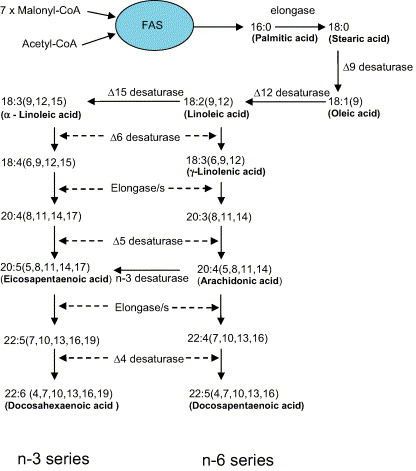 7 x Malonyl-CoA
Acetyl-CoA
FAS
elongase
16:0
(Palmitic acid)
18:0
(Stearic acid)
Δ9 desaturase
Δ15 desaturase
Δ12 desaturase
18:3(9,12,15)
(α - Linoleic acid)
18:2(9,12)
(Linoleic acid)
18:1(9)
(Oleic acid)
Δ6 desaturase
18:4(6,9,12,15)
18:3(6,9,12)
(γ-Linolenic acid)
Elongase/s
20:4(8,11,14,17)
20:3(8,11,14)
Δ5 desaturase
20:5(5,8,11,14,17)
(Eicosapentaenoic acid)
n-3 desaturase
20:4(5,8,11,14)
(Arachidonic acid)
Elongase/s
22:5(7,10,13,16,19)
22:4(7,10,13,16)
Δ4 desaturase
22:6 (4,7,10,13,16,19)
(Docosahexaenoic acid )
22:5(4,7,10,13,16)
(Docosapentaenoic acid)
n-3 series
n-6 series